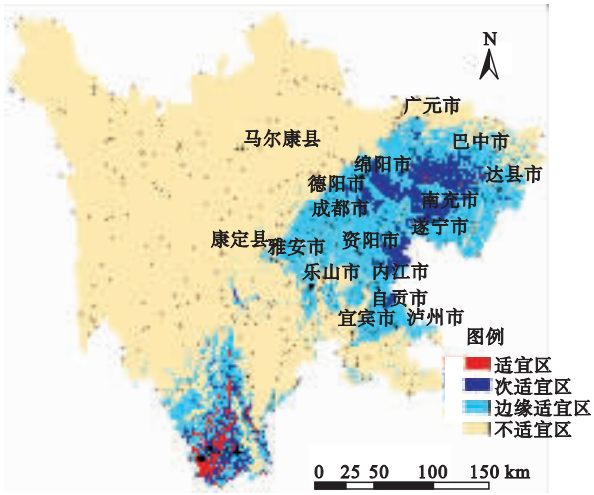 N
广元市
马尔康县
巴中市
绵阳市
达县市
德阳市
南充市
成都市
遂宁市
康定县
雅安市
资阳市
乐山市
内江市
自贡市
宜宾市
泸州市
图例
适宜区
次适宜区
边缘适宜区
不适宜区
0 25 50 100 150 km